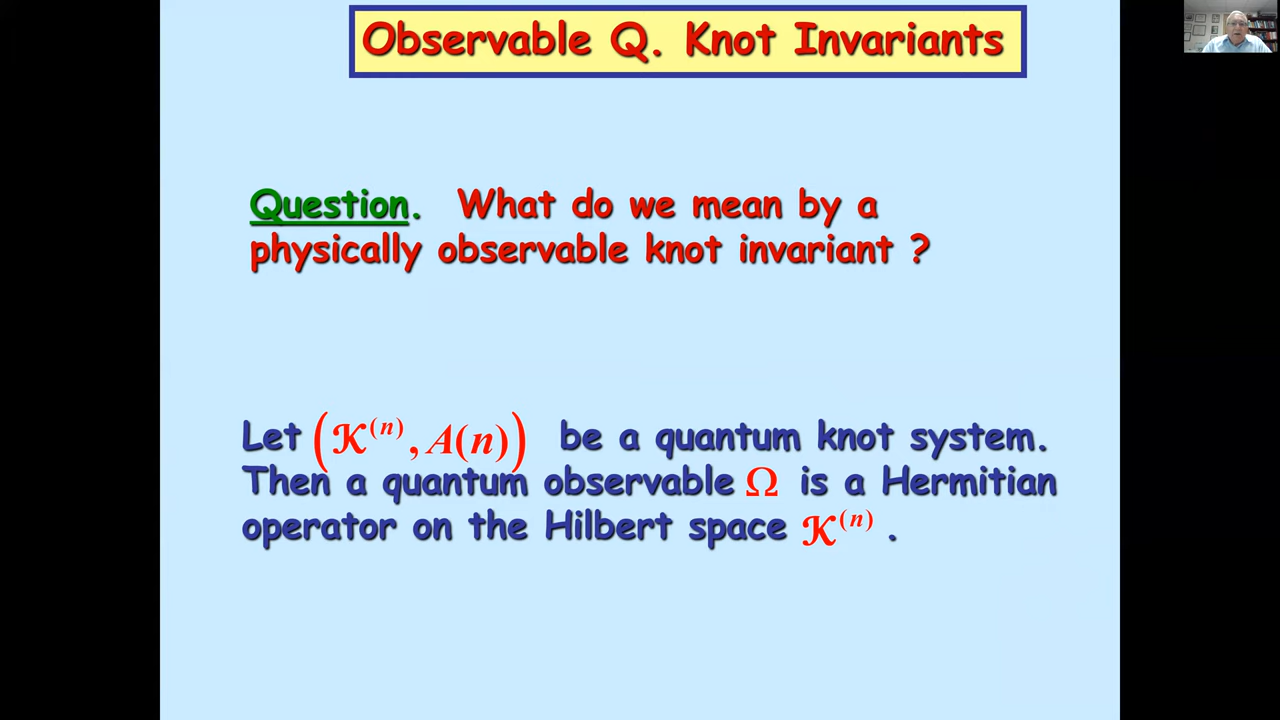 Observable Q. Knot Invariants
Question. What do we mean by a
physically observable knot invariant ?
Let (𝒦^(n), A(n)) be a quantum knot system.
Then a quantum observable Ω is a Hermitian
operator on the Hilbert space 𝒦^(n) .